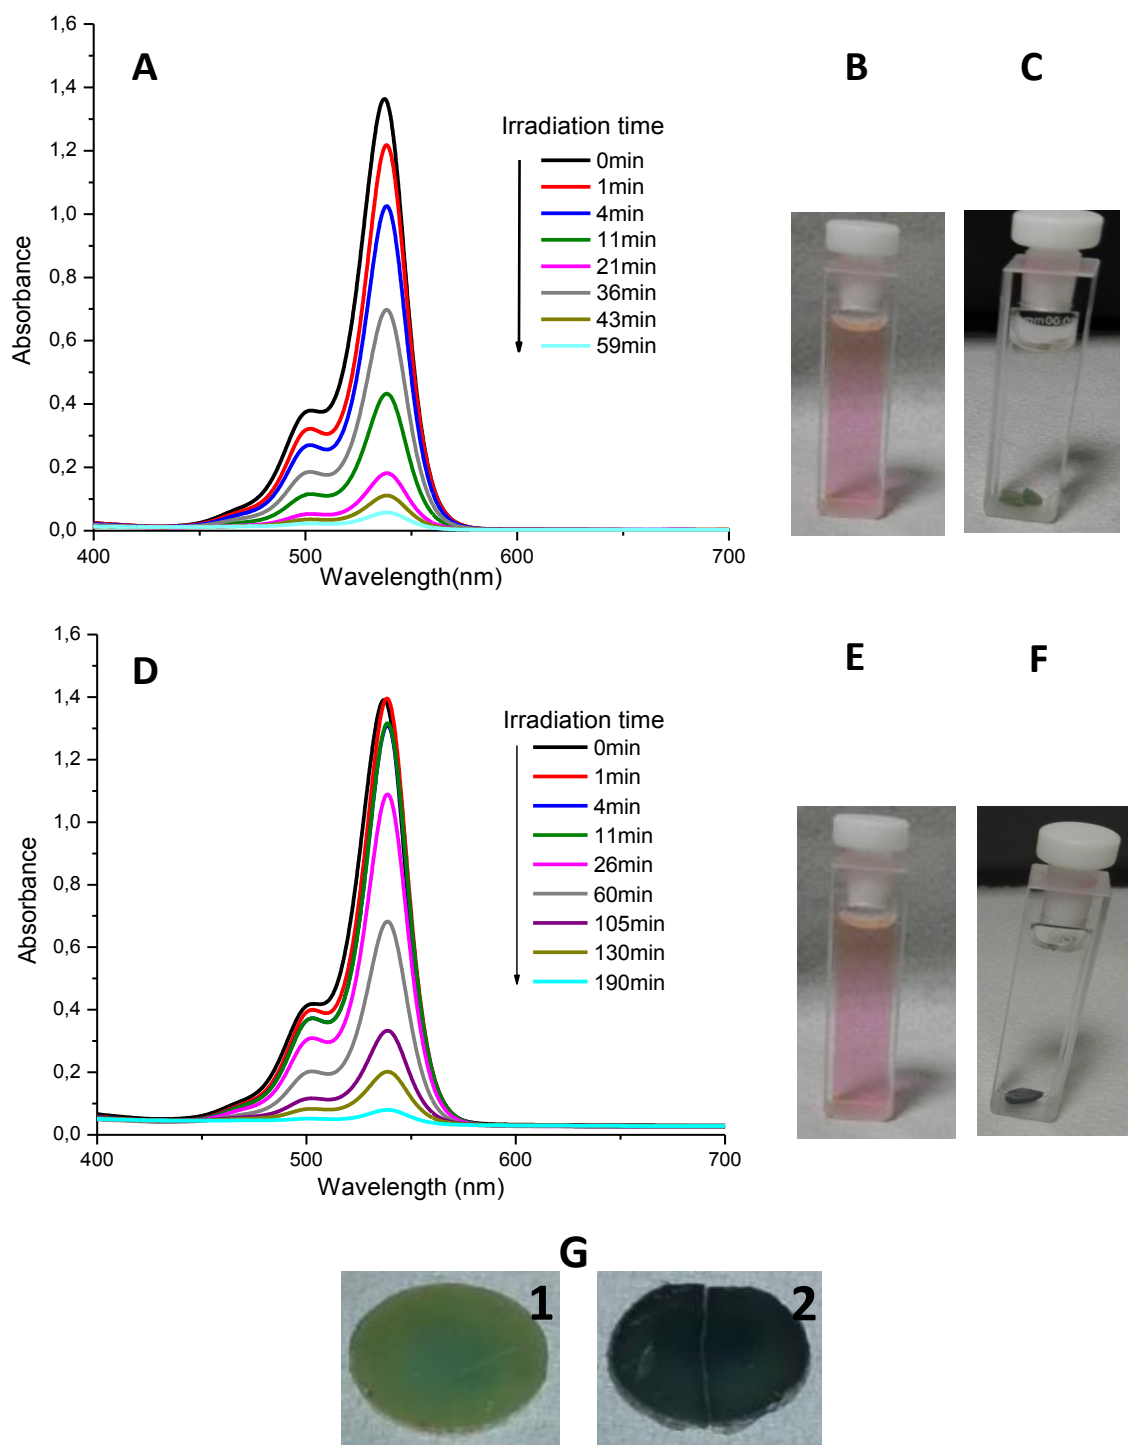 A
B
C
1,6
1,4
1,2
1,0
0,8
0,6
0,4
0,2
0,0
Absorbance
Irradiation time
0min
1min
4min
11min
21min
36min
43min
59min
400
500
600
700
Wavelength(nm)
D
E
F
1,6
1,4
1,2
1,0
0,8
0,6
0,4
0,2
0,0
Absorbance
Irradiation time
0min
1min
4min
11min
26min
60min
105min
130min
190min
400
500
600
700
Wavelength (nm)
G
1
2